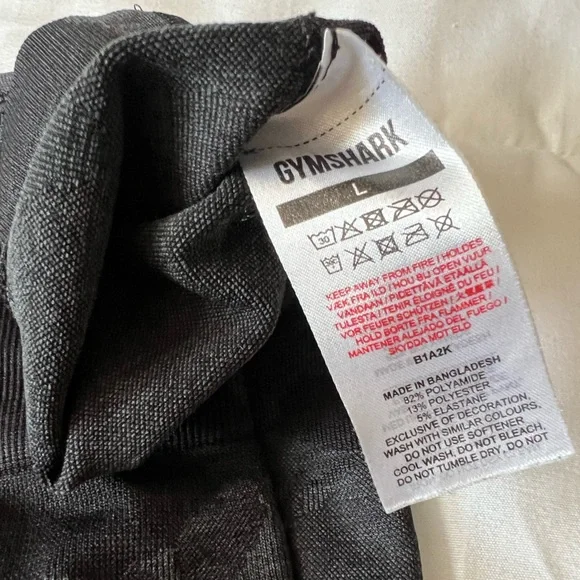 GYMSHARK
L
30
KEEP AWAY FROM FIRE / HOLDES
VÆK FRA ILD / HOU BIJ OPEN VUUR
VANDAAN / PIDETTÄVÄ ETÄÄLLÄ
TULESTA / TENIR ÉLOIGNÉ DU FEU /
VOR FEUER SCHÜTZEN /
HOLD BORTE FRA FLAMMER /
MANTENER ALEJADO DEL FUEGO /
SKYDDA MOT ELD
B1A2K
MADE IN BANGLADESH
82% POLYAMIDE
13% POLYESTER
5% ELASTANE
EXCLUSIVE OF DECORATION,
WASH WITH SIMILAR COLOURS,
DO NOT USE SOFTENER
COOL WASH, DO NOT BLEACH,
DO NOT TUMBLE DRY, DO NOT